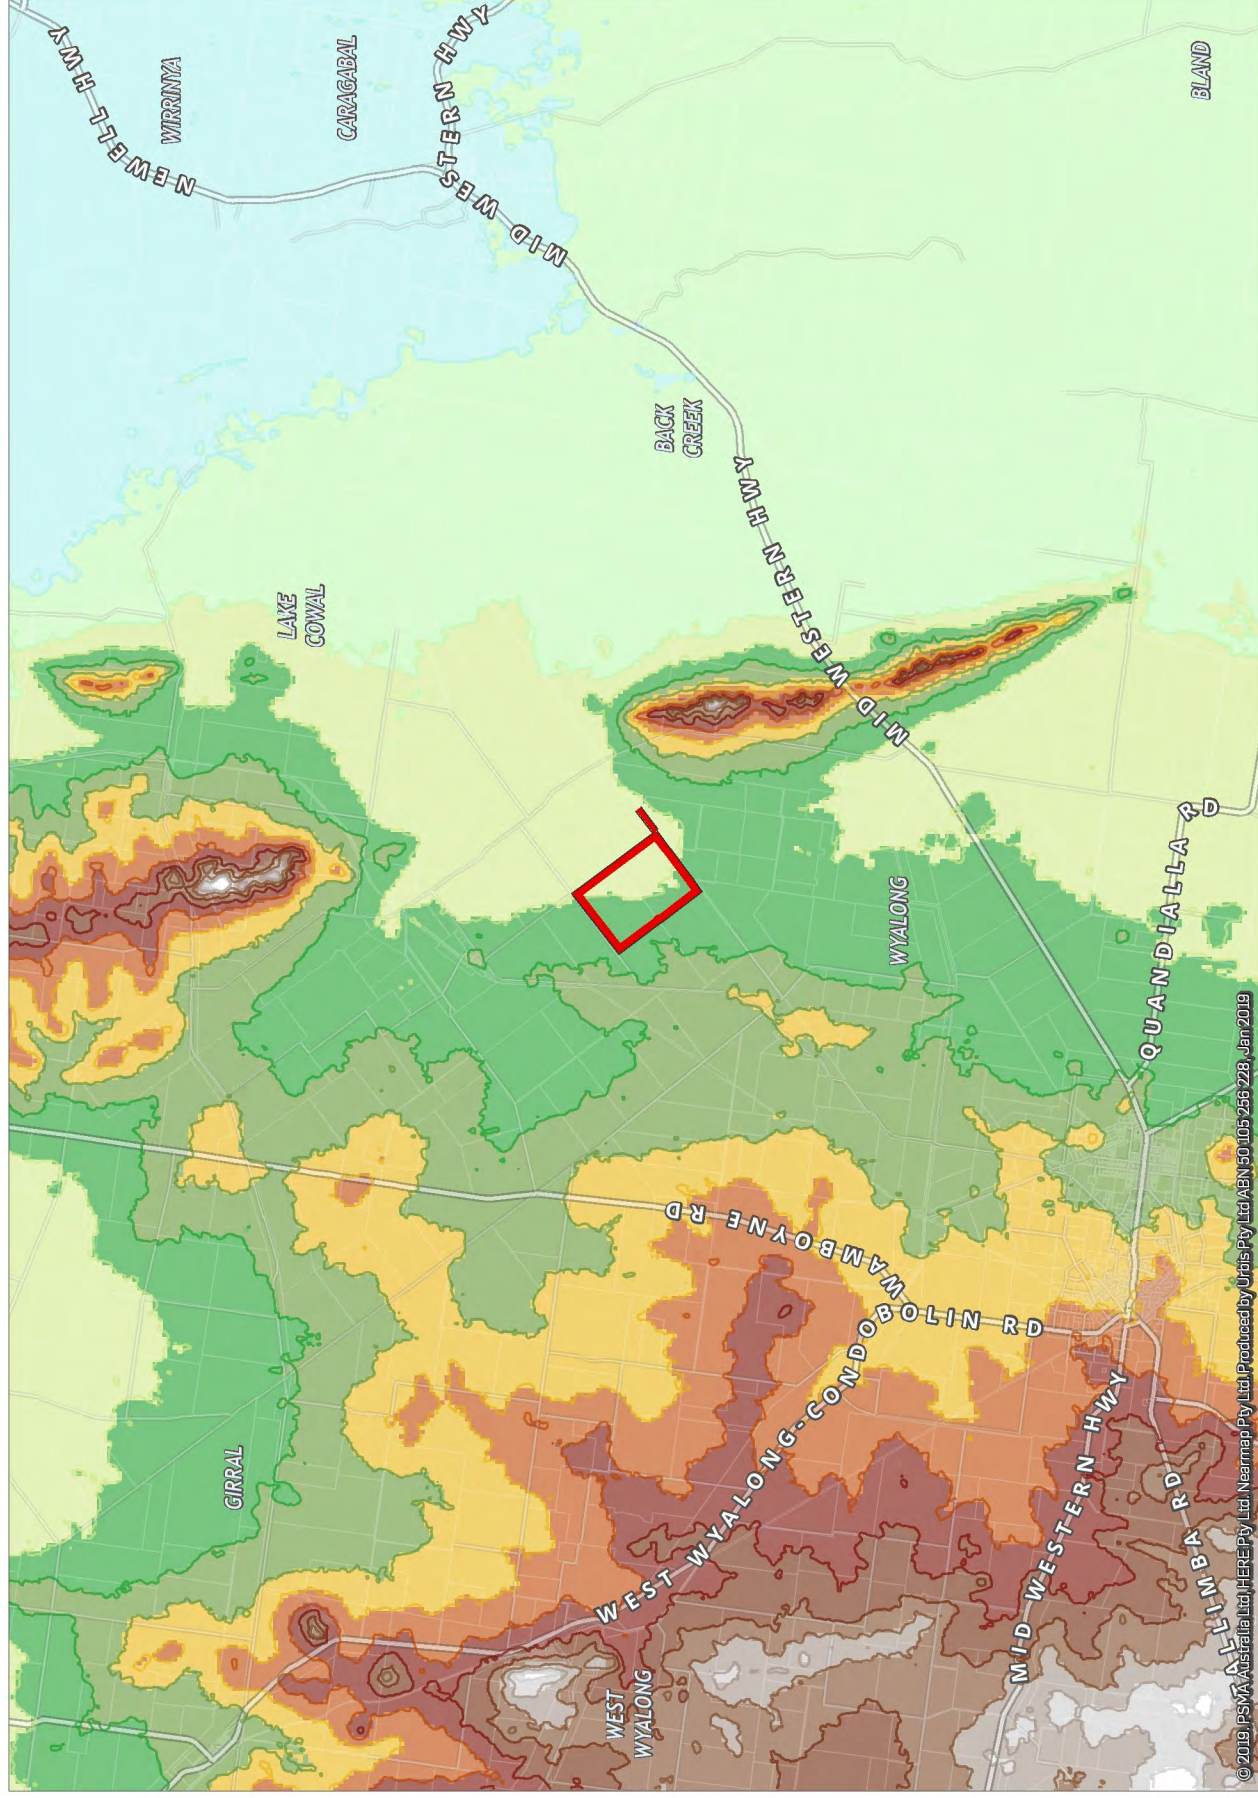 NEWELL HWY
WIRRINYA
CARAGABAL
MID WESTERN HWY
BLAND
BACK
CREEK
LAKE
COWAL
MID WESTERN HWY
QUANDIALLA RD
WYALONG
WAMBOYNE RD
WEST WYALONG-CONDOBOLIN RD
GIRRAL
MID WESTERN HWY
TALLIMBA RD
WEST
WYALONG
© 2019. PSMA Australia Ltd, HERE Pty Ltd. Nearmap Pty Ltd. Produced by Urbis Pty Ltd ABN 50 105 256 228, Jan 2019